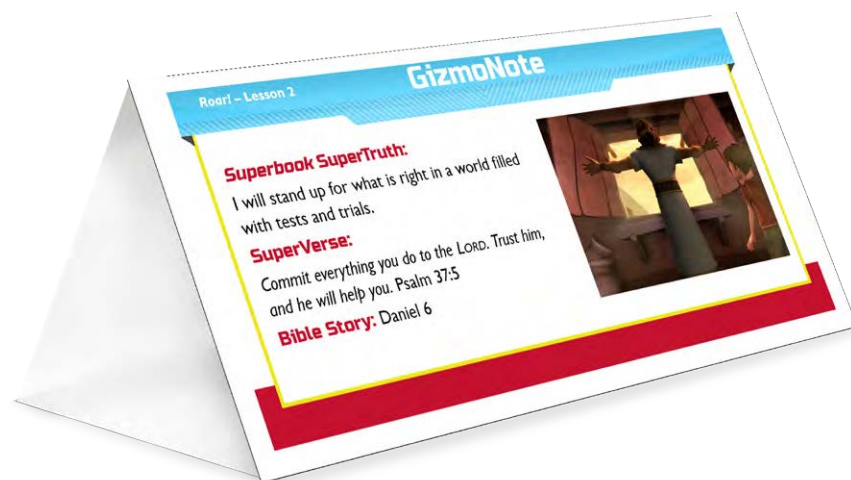 Roar! – Lesson 2
GizmoNote
Superbook SuperTruth:
I will stand up for what is right in a world filled
with tests and trials.
SuperVerse:
Commit everything you do to the LORD. Trust him,
and he will help you. Psalm 37:5
Bible Story: Daniel 6